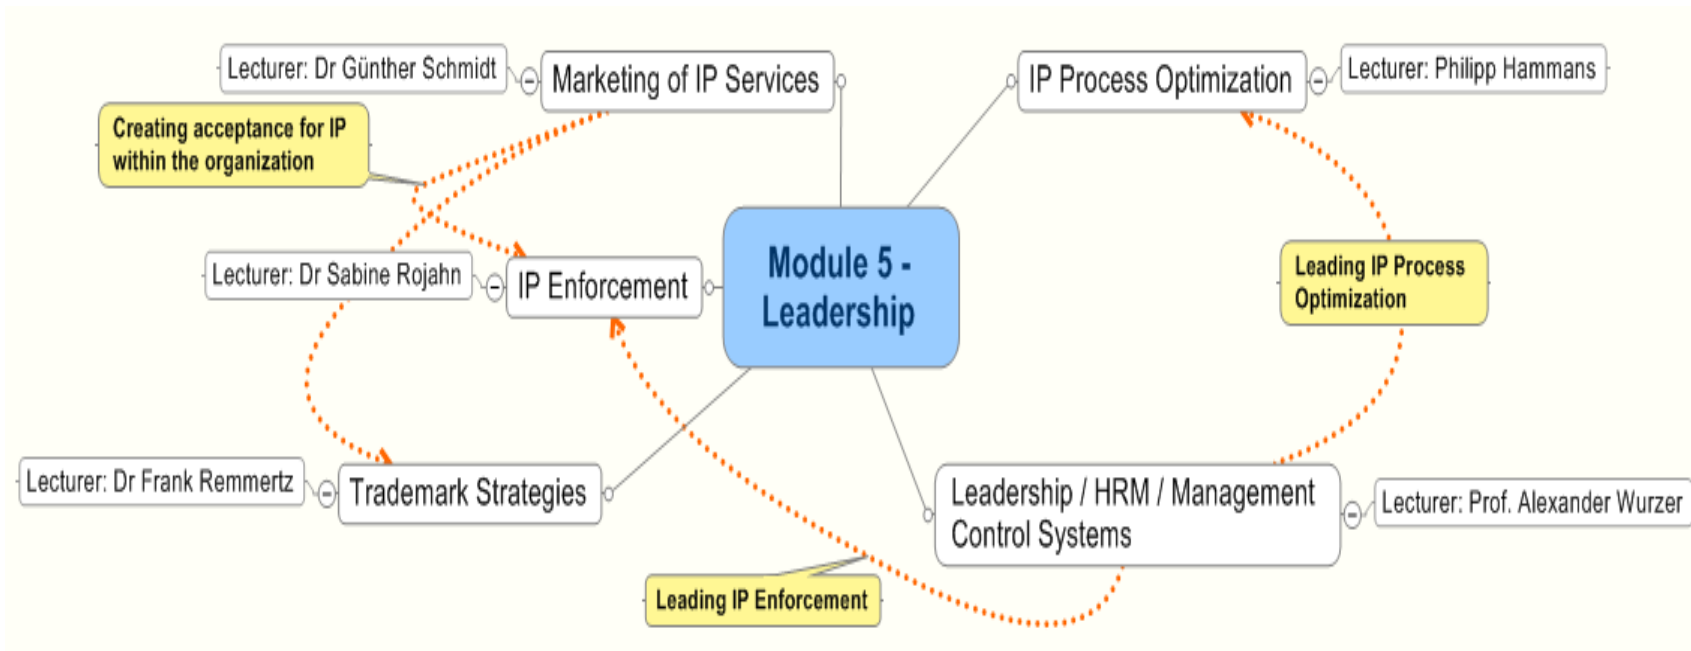 Lecturer: Dr Günther Schmidt
Marketing of IP Services
IP Process Optimization
Lecturer: Philipp Hammans
Creating acceptance for IP
within the organization
Module 5 -
Leadership
Lecturer: Dr Sabine Rojahn
IP Enforcement
Leading IP Process
Optimization
Lecturer: Dr Frank Remmertz
Trademark Strategies
Leadership / HRM / Management
Control Systems
Lecturer: Prof. Alexander Wurzer
Leading IP Enforcement